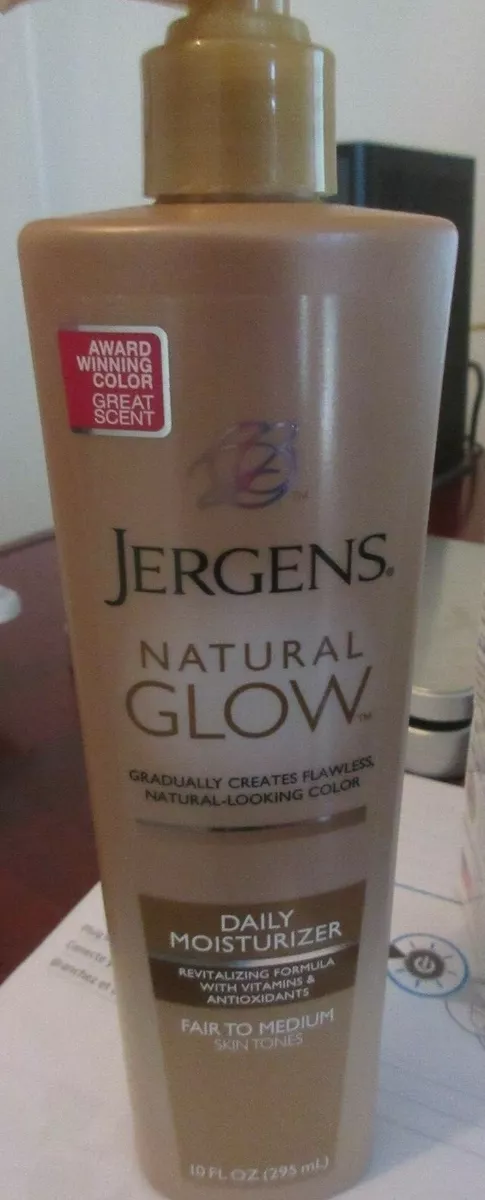 AWARD
WINNING
COLOR
GREAT
SCENT
JERGENS®
NATURAL
GLOW™
GRADUALLY CREATES FLAWLESS,
NATURAL-LOOKING COLOR
DAILY
MOISTURIZER
REVITALIZING FORMULA
WITH VITAMINS &
ANTIOXIDANTS
FAIR TO MEDIUM
SKIN TONES
10 FL OZ (295 mL)